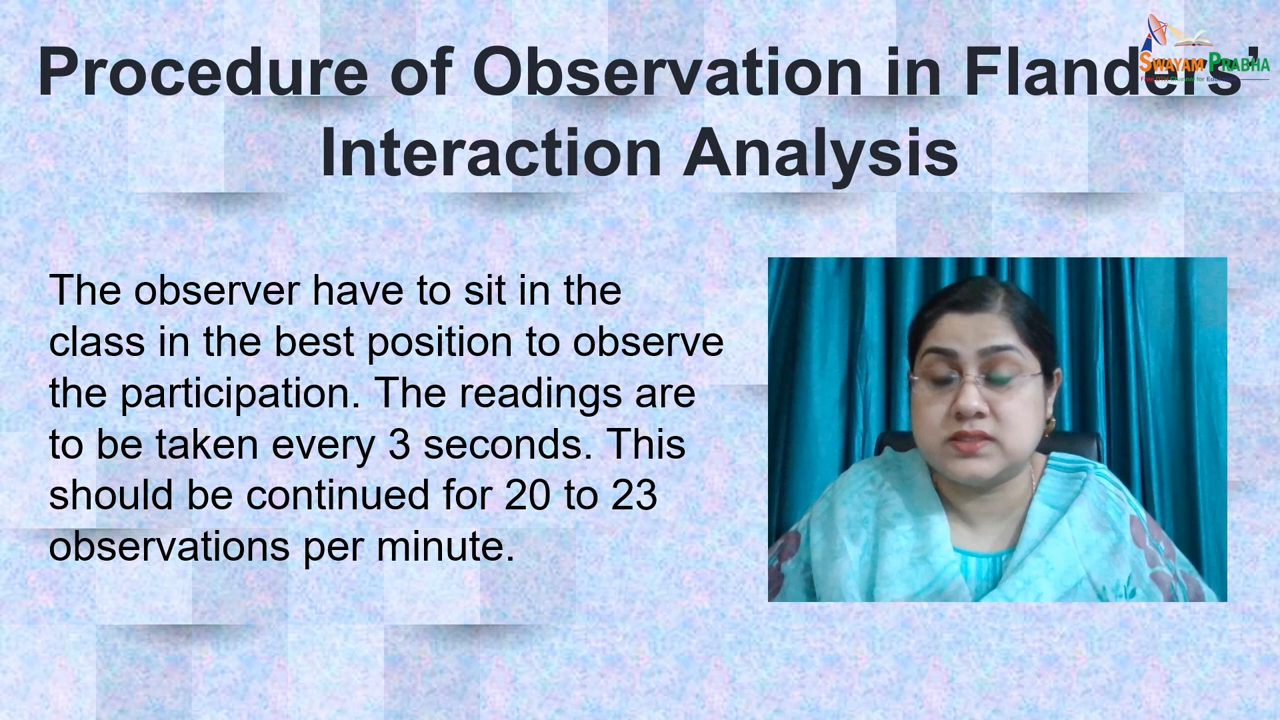 Procedure of Observation in Flanders'
Interaction Analysis
SWAYAM PRABHA
The observer have to sit in the
class in the best position to observe
the participation. The readings are
to be taken every 3 seconds. This
should be continued for 20 to 23
observations per minute.